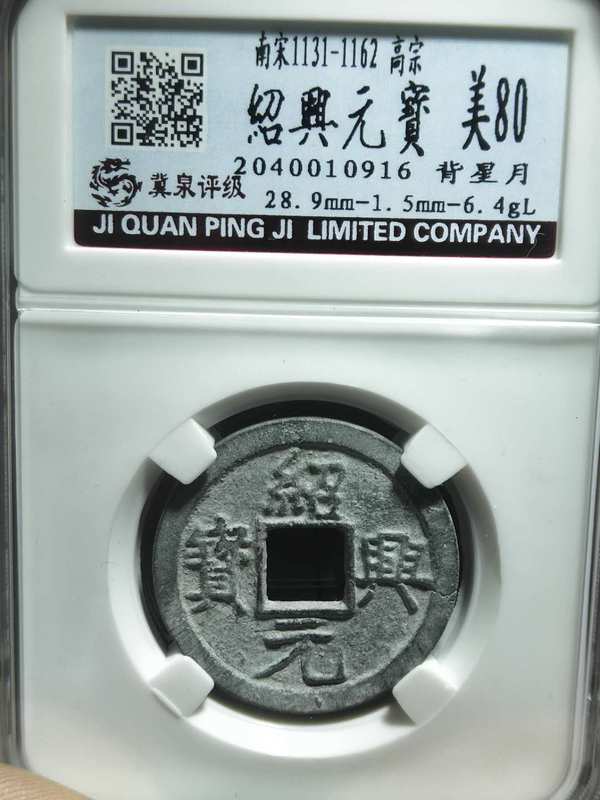 南宋1131-1162 高宗
紹興元寳 美80
2040010916 背星月
冀泉评级
28.9mm-1.5mm-6.4gL
JI QUAN PING JI LIMITED COMPANY
紹興元寳